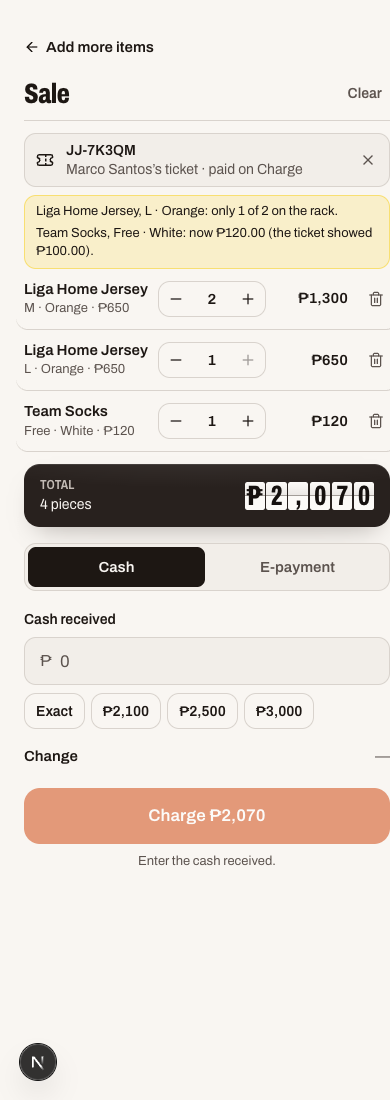 Add more items
Sale
Clear
JJ-7K3QM
Marco Santos's ticket · paid on Charge
Liga Home Jersey, L · Orange: only 1 of 2 on the rack.
Team Socks, Free · White: now ₱120.00 (the ticket showed
₱100.00).
Liga Home Jersey
M · Orange · ₱650
2
₱1,300
Liga Home Jersey
L · Orange · ₱650
1
₱650
Team Socks
Free · White · ₱120
1
₱120
TOTAL
4 pieces
₱2,070
Cash
E-payment
Cash received
₱ 0
Exact
₱2,100
₱2,500
₱3,000
Change
—
Charge ₱2,070
Enter the cash received.
N